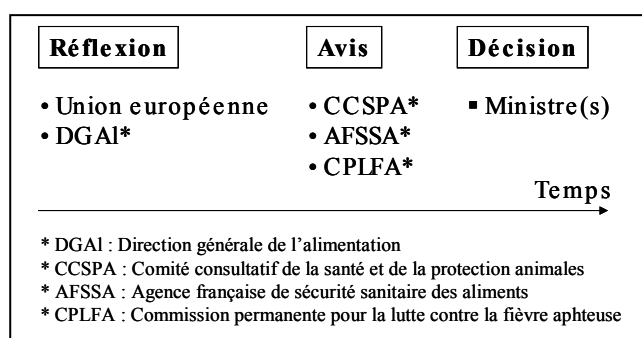 Réflexion Avis Décision
• Union européenne • CCSPA* ▪ Ministre(s)
• DGAl* • AFSSA*
• CPLFA*
Temps
* DGAl : Direction générale de l’alimentation
* CCSPA : Comité consultatif de la santé et de la protection animales
* AFSSA : Agence française de sécurité sanitaire des aliments
* CPLFA : Commission permanente pour la lutte contre la fièvre aphteuse